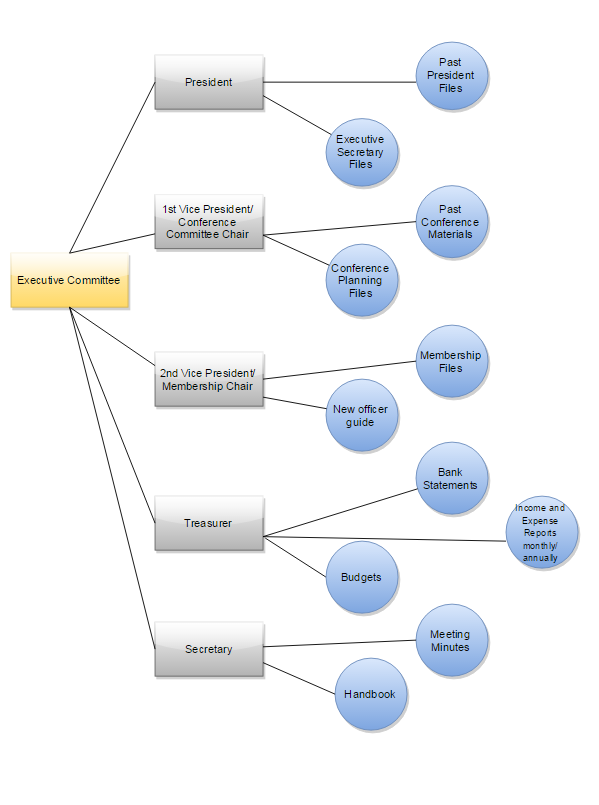 Past
President
Files
President
Executive
Secretary
Files
1st Vice President/
Conference
Committee Chair
Past
Conference
Materials
Executive Committee
Conference
Planning
Files
2nd Vice President/
Membership Chair
Membership
Files
New officer
guide
Bank
Statements
Treasurer
Income and
Expense
Reports
monthly/
annually
Budgets
Secretary
Meeting
Minutes
Handbook